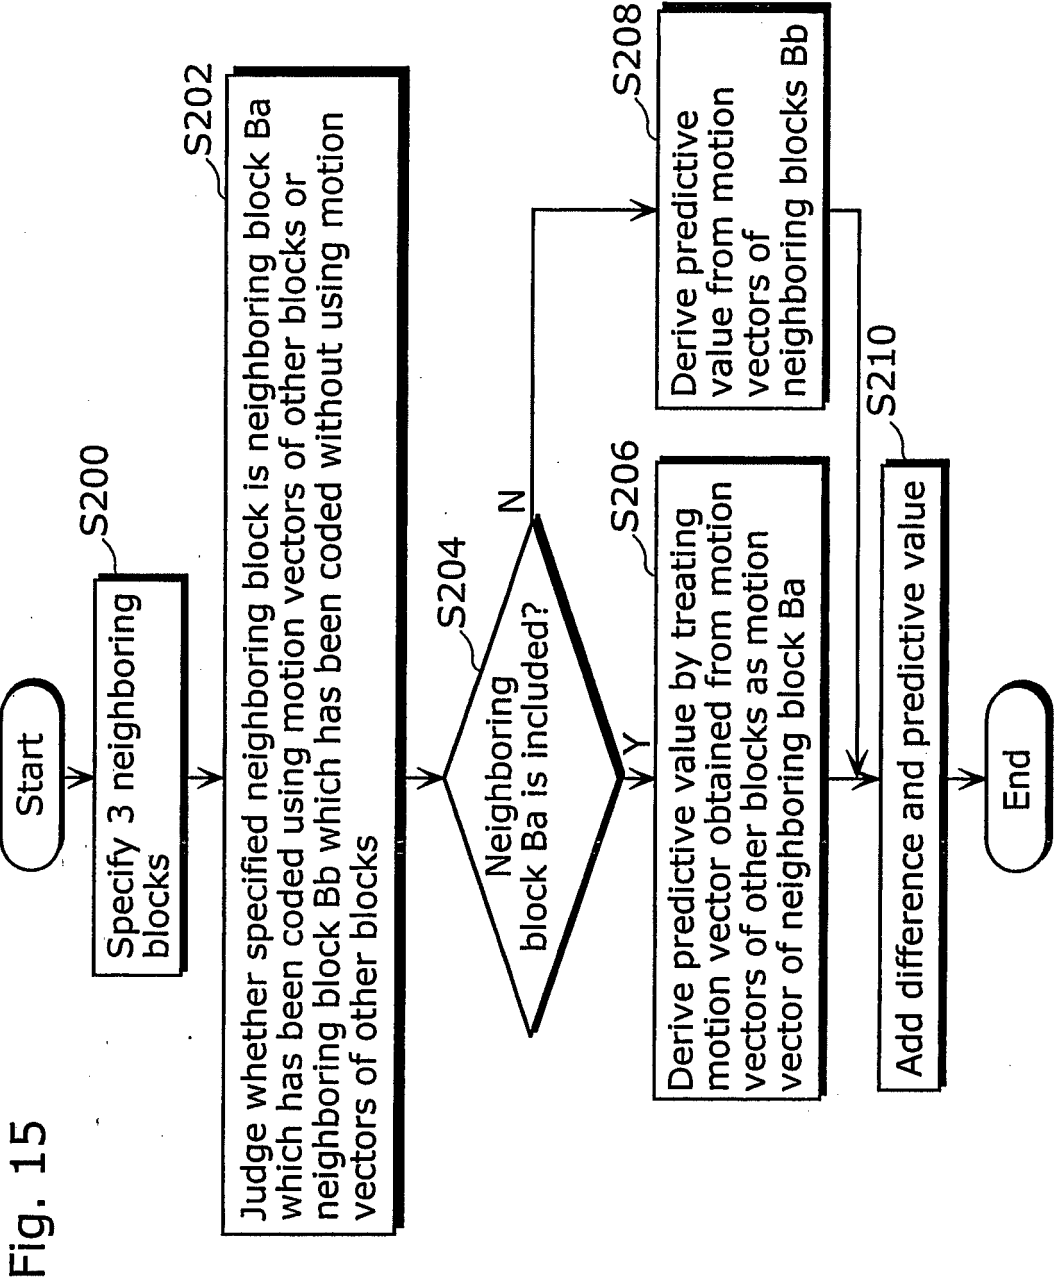 Fig. 15
Start
S200
Specify 3 neighboring
blocks
S202
Judge whether specified neighboring block is neighboring block Ba
which has been coded using motion vectors of other blocks or
neighboring block Bb which has been coded without using motion
vectors of other blocks
S204
Neighboring
block Ba is included?
N
Y
S206
Derive predictive value by treating
motion vector obtained from motion
vectors of other blocks as motion
vector of neighboring block Ba
S208
Derive predictive
value from motion
vectors of
neighboring blocks Bb
S210
Add difference and predictive value
End